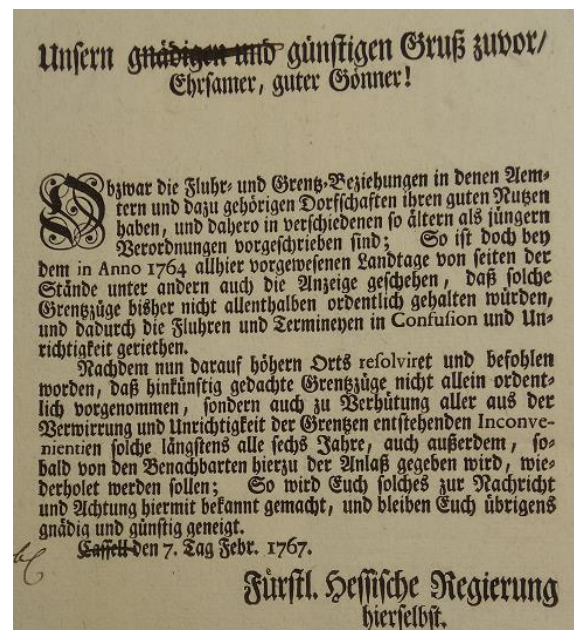 Unsern gnädigen und günstigen Gruß zuvor/
Ehrsamer, guter Gönner!
Obzwar die Fluhr- und Grentz-Beziehungen in denen Aem-
tern und dazu gehörigen Dorfschaften ihren guten Nutzen
haben, und dahero in verschiedenen so ältern als jüngern
Verordnungen vorgeschrieben sind; So ist doch bey
dem in Anno 1764 allhier vorgewesenen Landtage von seiten der
Stände unter andern auch die Anzeige geschehen, daß solche
Grentzzüge bisher nicht allenthalben ordentlich gehalten würden,
und dadurch die Fluhren und Termineyen in Confusion und Un-
richtigkeit geriethen.
Nachdem nun darauf höhern Orts resolviret und befohlen
worden, daß hinkünftig gedachte Grentzzüge nicht allein ordent-
lich vorgenommen, sondern auch zu Verhütung aller aus der
Verwirrung und Unrichtigkeit der Grentzen entstehenden Inconve-
nientien solche längstens alle sechs Jahre, auch außerdem, so-
bald von den Benachbarten hierzu der Anlaß gegeben wird, wie-
derholet werden sollen; So wird Euch solches zur Nachricht
und Achtung hiermit bekannt gemacht, und bleiben Euch übrigens
gnädig und günstig geneigt.
Cassell den 7. Tag Febr. 1767.
Fürstl. Hessische Regierung
hierselbst.